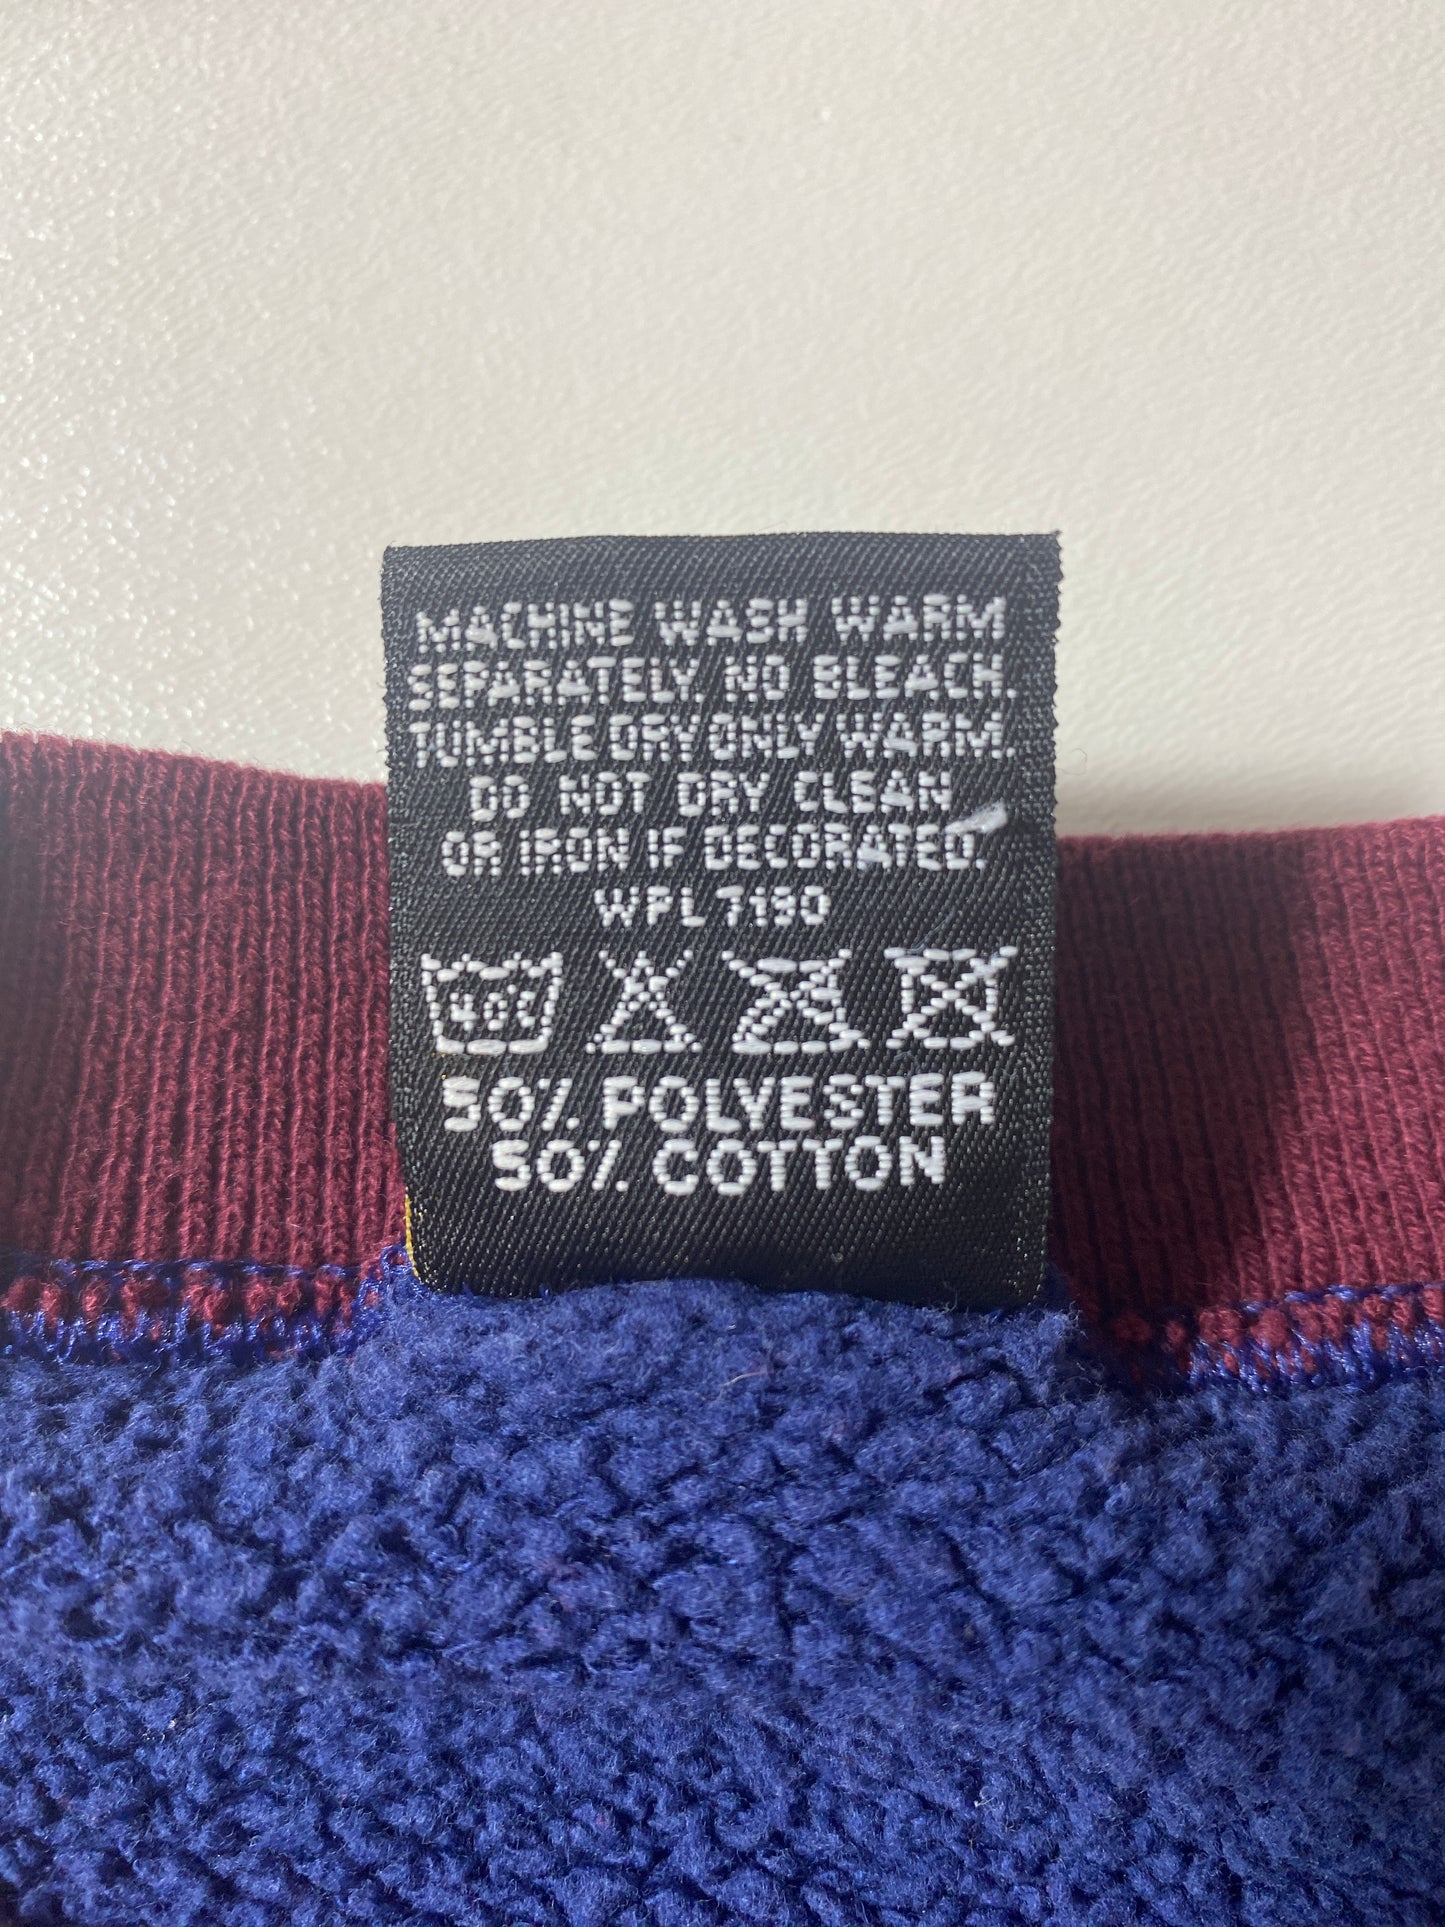 MACHINE WASH WARM
SEPARATELY. NO BLEACH.
TUMBLE DRY ONLY WARM.
DO NOT DRY CLEAN
OR IRON IF DECORATED.
WPL 7190
40C
50% POLYESTER
50% COTTON